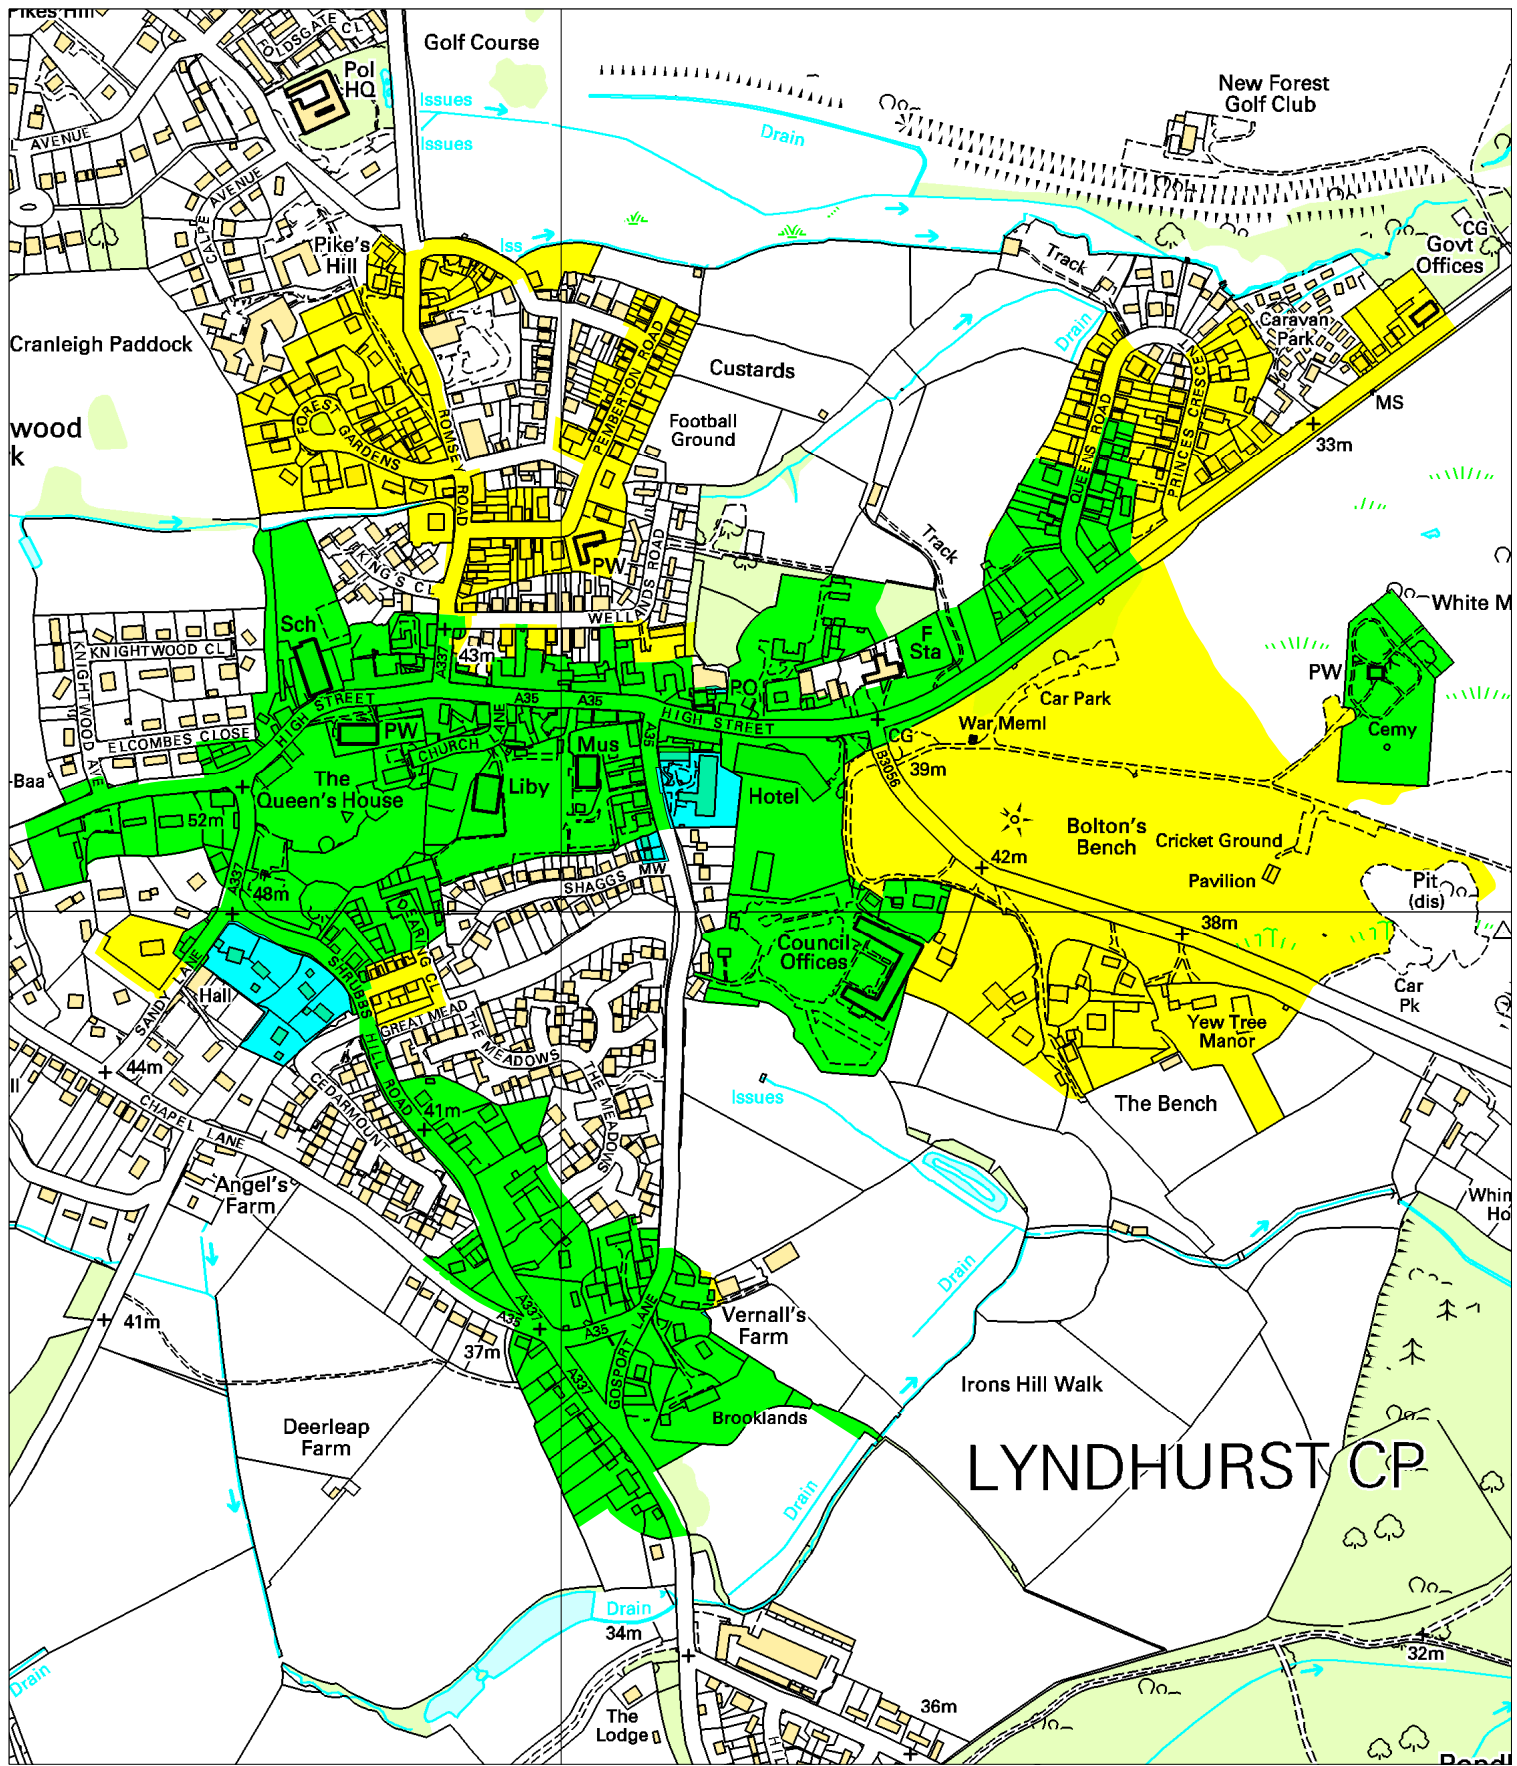 Pikes Hill
FOLDSGATE CL
Golf Course
Pol
HQ
New Forest
Golf Club
Issues
Issues
Drain
L AVENUE
CALPE AVENUE
Pike's
Hill
Iss
Track
CG
Govt
Offices
Cranleigh Paddock
Drain
Caravan
Park
Custards
PEMBERTON ROAD
ROMSEY ROAD
FOREST GARDENS
Football
Ground
QUEENS ROAD
PRINCES CRESCENT
MS
33m
wood
k
Track
KING'S CL
PW
WELLANDS ROAD
White M
Sch
F
Sta
KNIGHTWOOD CL
A337
43m
PW
KNIGHTWOOD AVE
HIGH STREET
A35
A35
PO
Car Park
War Meml
HIGH STREET
Cemy
ELCOMBES CLOSE
PW
CHURCH LANE
A35
Mus
CG
B3056
39m
-Baa
The
Queen's House
Liby
Hotel
52m
Bolton's
Bench
Cricket Ground
42m
A337
48m
SHAGGS MW
Pavilion
Pit
(dis)
38m
EARING CL
SHRUBBS HILL ROAD
Council
Offices
SANDY LANE
Hall
Car
Pk
GREAT MEAD
THE MEADOWS
Yew Tree
Manor
44m
CEDARMOUNT
THE MEADOWS
Issues
The Bench
ll
CHAPEL LANE
41m
Angel's
Farm
Whin
Ho
Drain
41m
A337
A35
A35
GOSPORT LANE
Vernall's
Farm
37m
A337
Irons Hill Walk
Deerleap
Farm
Brooklands
LYNDHURST CP
Drain
Drain
34m
32m
Drain
The
Lodge
36m
Pondl